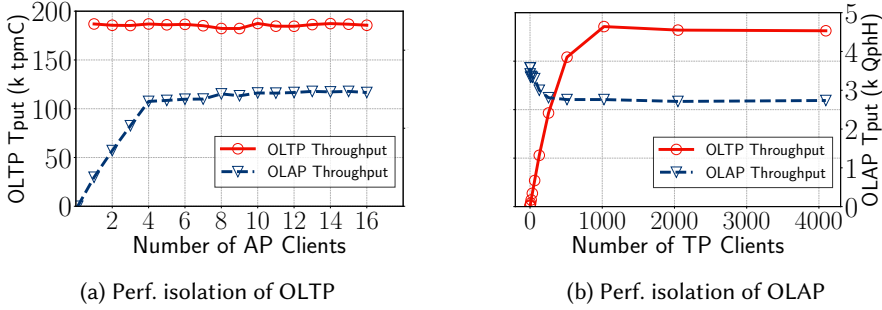 OLTP Tput (k tpmC)
200
150
100
50
0
OLTP Throughput
OLAP Throughput
2 4 6 8 10 12 14 16
Number of AP Clients
(a) Perf. isolation of OLTP
OLTP Throughput
OLAP Throughput
0 1000 2000 3000 4000
Number of TP Clients
5
4
3
2
1
0
OLAP Tput (k QphH)
(b) Perf. isolation of OLAP